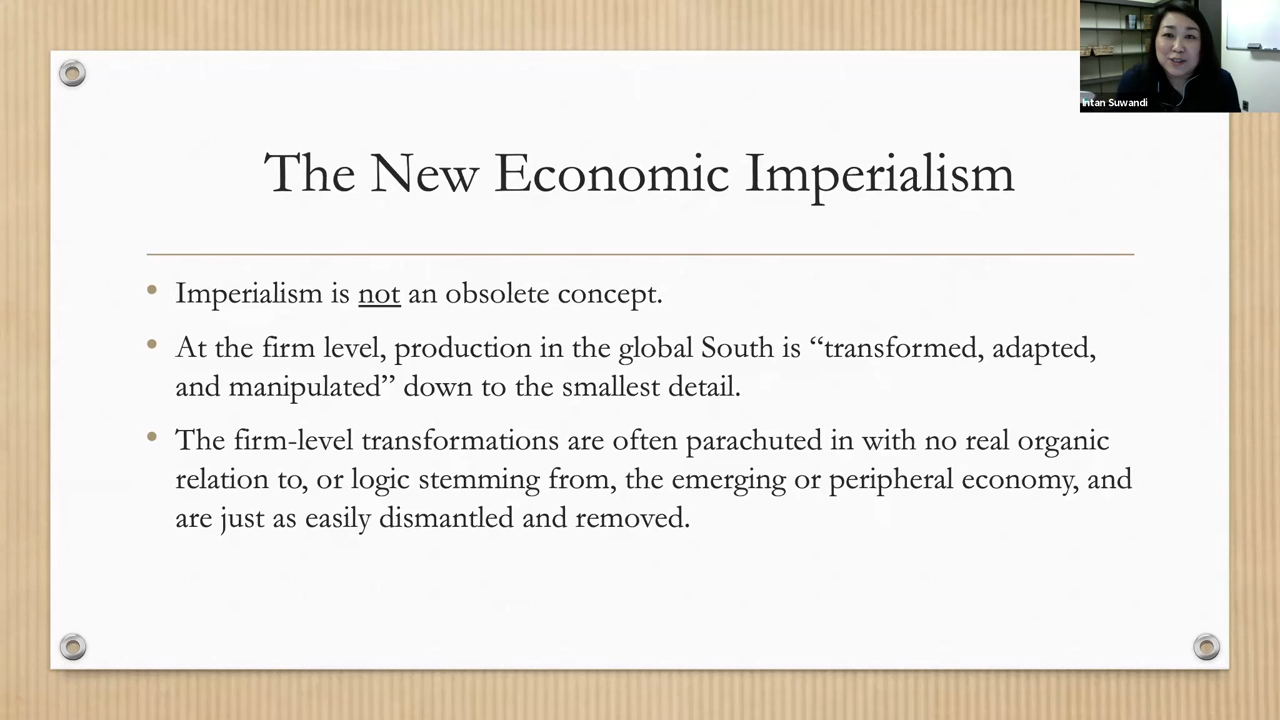 Intan Suwandi
The New Economic Imperialism
• Imperialism is not an obsolete concept.
• At the firm level, production in the global South is “transformed, adapted,
and manipulated” down to the smallest detail.
• The firm-level transformations are often parachuted in with no real organic
relation to, or logic stemming from, the emerging or peripheral economy, and
are just as easily dismantled and removed.